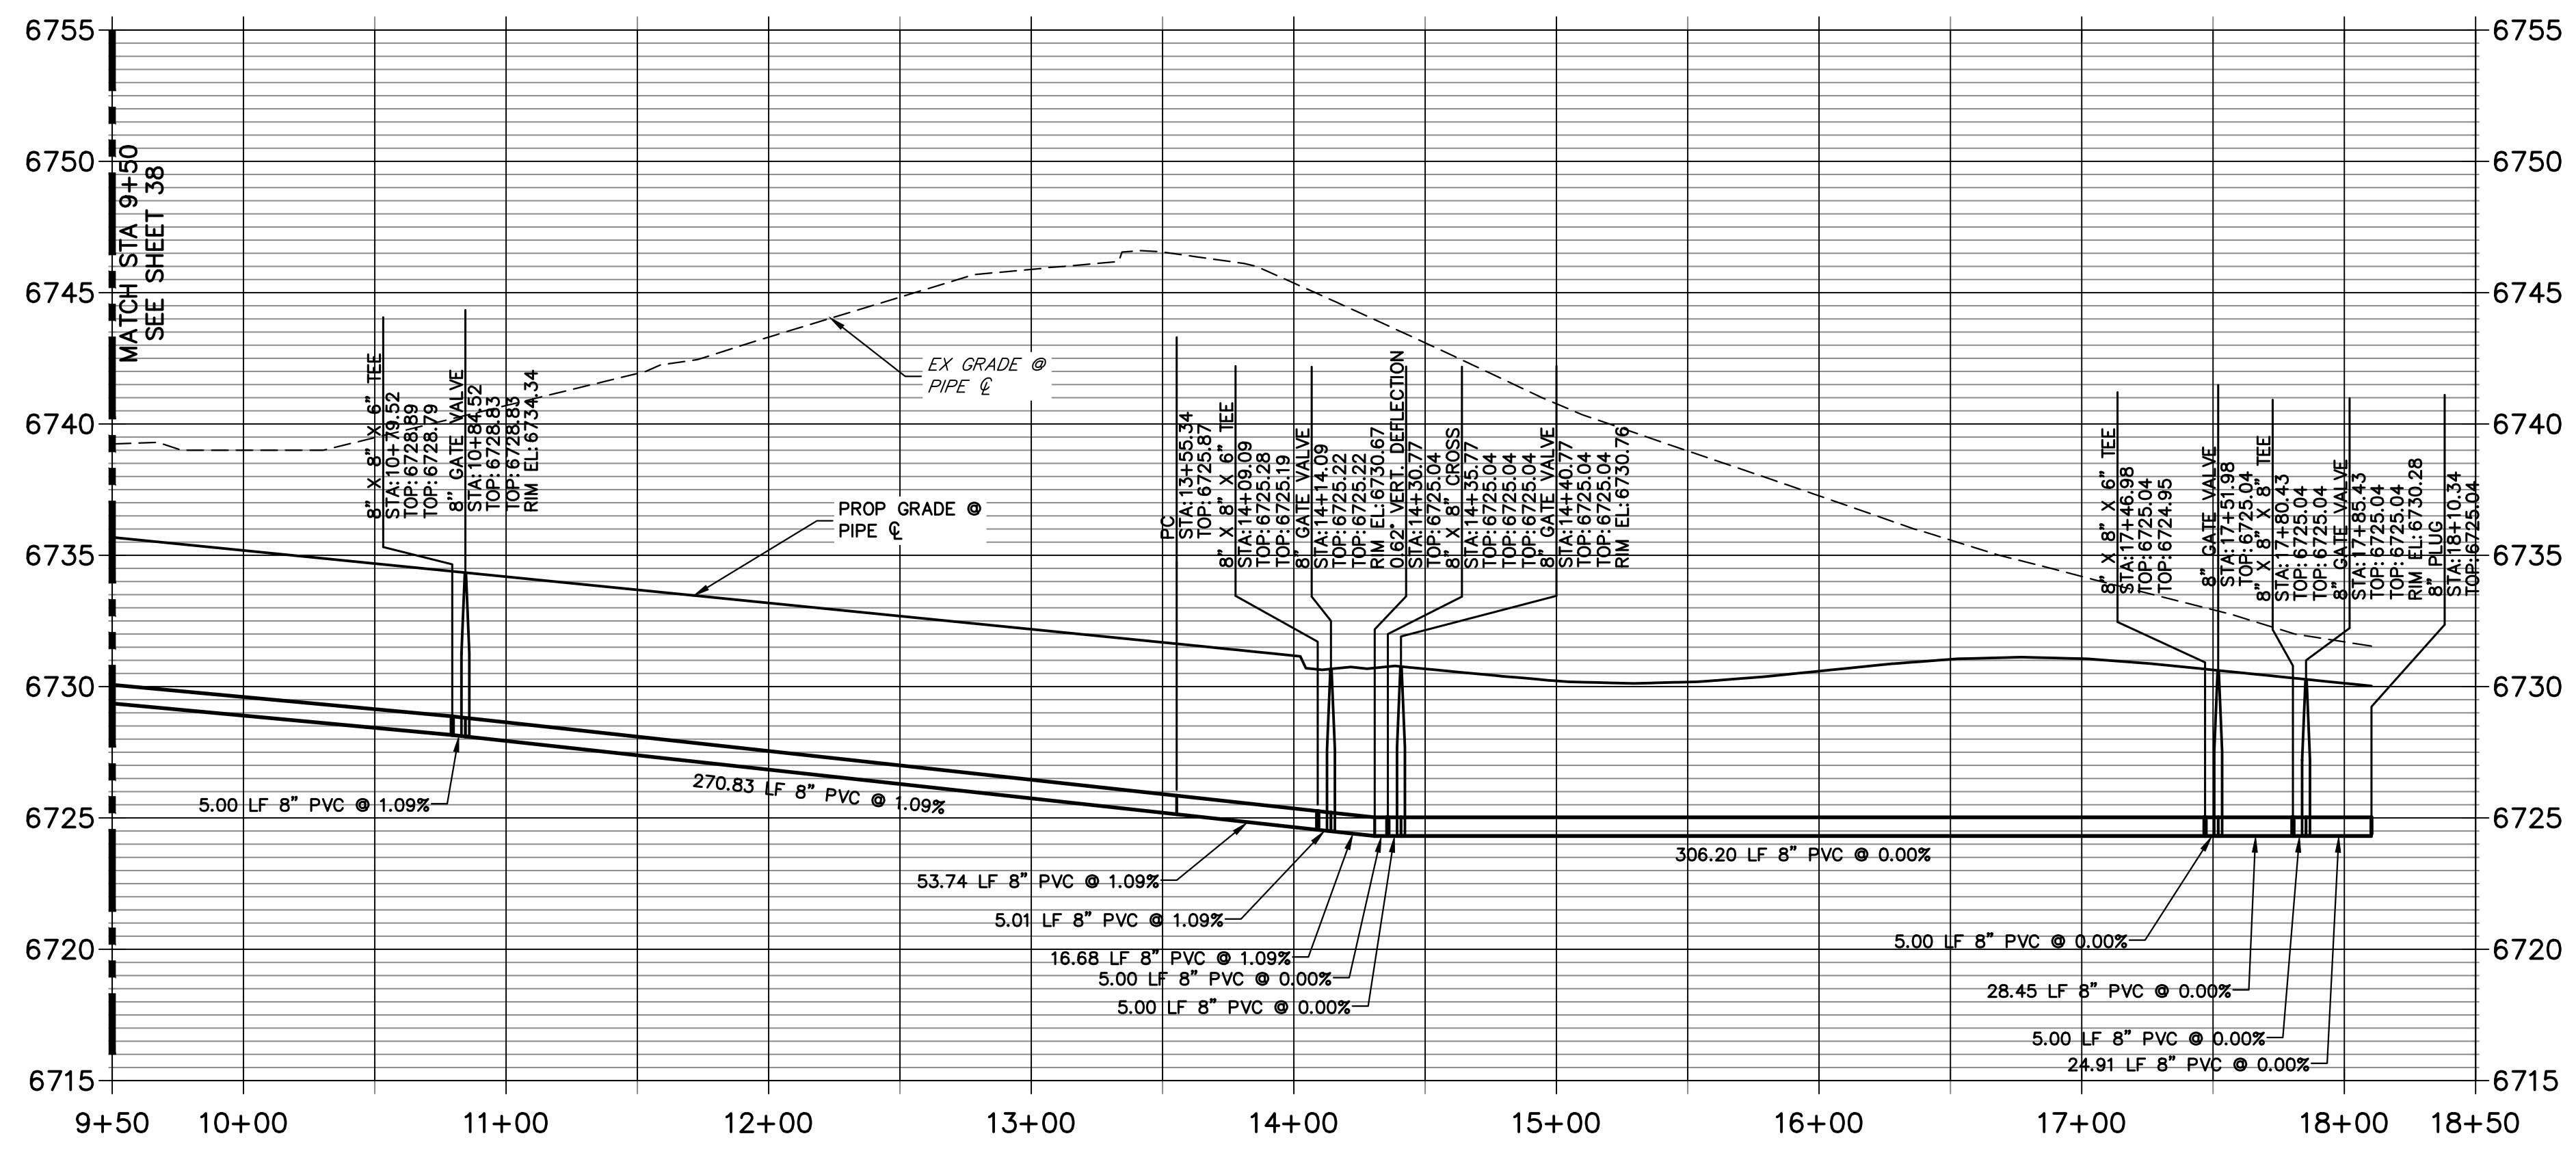 6755
6755
6750
6750
6745
6745
6740
6740
6735
6735
6730
6730
6725
6725
6720
6720
6715
6715
MATCH STA 9+50
SEE SHEET 38
8" X 8" X 6" TEE
STA:10+79.52
TOP:6728.89
TOP:6728.79
8" GATE VALVE
STA:10+84.52
TOP:6728.83
TOP:6728.83
RIM EL:6734.34
EX GRADE @
PIPE ℄
PROP GRADE @
PIPE ℄
PC
STA:13+55.34
TOP:6725.87
8" X 8" X 6" TEE
STA:14+09.09
TOP:6725.28
TOP:6725.19
8" GATE VALVE
STA:14+14.09
TOP:6725.22
TOP:6725.22
RIM EL:6730.67
0.62° VERT. DEFLECTION
STA:14+30.77
TOP:6725.04
8" X 8" CROSS
STA:14+35.77
TOP:6725.04
TOP:6725.04
TOP:6725.04
8" GATE VALVE
STA:14+40.77
TOP:6725.04
TOP:6725.04
RIM EL:6730.76
8" X 8" X 6" TEE
STA:17+46.98
TOP:6725.04
TOP:6724.95
8" GATE VALVE
STA:17+51.98
TOP:6725.04
8" X 8" X 8" TEE
STA:17+80.43
TOP:6725.04
TOP:6725.04
8" GATE VALVE
STA:17+85.43
TOP:6725.04
TOP:6725.04
RIM EL:6730.28
8" PLUG
STA:18+10.34
TOP:6725.04
5.00 LF 8" PVC @ 1.09%
270.83 LF 8" PVC @ 1.09%
53.74 LF 8" PVC @ 1.09%
5.01 LF 8" PVC @ 1.09%
16.68 LF 8" PVC @ 1.09%
5.00 LF 8" PVC @ 0.00%
5.00 LF 8" PVC @ 0.00%
306.20 LF 8" PVC @ 0.00%
5.00 LF 8" PVC @ 0.00%
28.45 LF 8" PVC @ 0.00%
5.00 LF 8" PVC @ 0.00%
24.91 LF 8" PVC @ 0.00%
9+50 10+00 11+00 12+00 13+00 14+00 15+00 16+00 17+00 18+00 18+50